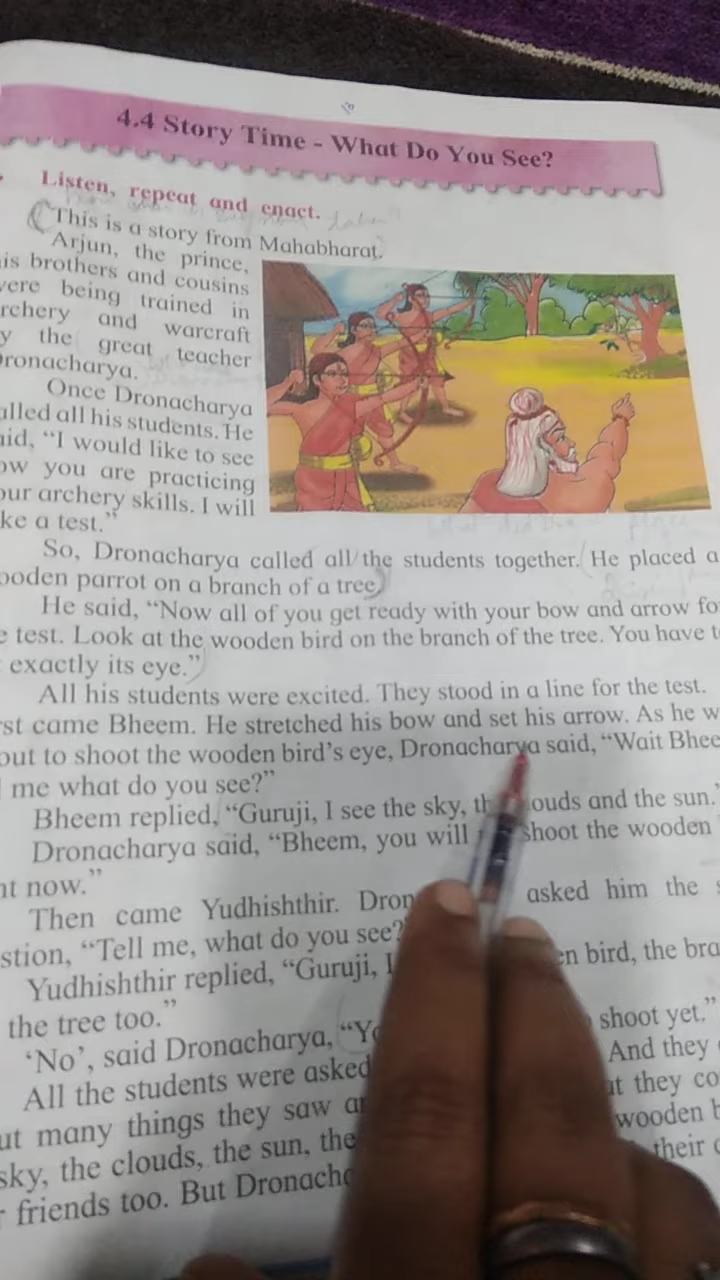 4.4 Story Time - What Do You See?
Listen, repeat and enact.
This is a story from Mahabharat.
Arjun, the prince,
is brothers and cousins
ere being trained in
rchery and warcraft
y the great teacher
ronacharya.
Once Dronacharya
alled all his students. He
aid, “I would like to see
ow you are practicing
our archery skills. I will
ke a test.”
So, Dronacharya called all the students together. He placed a
ooden parrot on a branch of a tree
He said, “Now all of you get ready with your bow and arrow fo
e test. Look at the wooden bird on the branch of the tree. You have t
exactly its eye.”
All his students were excited. They stood in a line for the test.
rst came Bheem. He stretched his bow and set his arrow. As he w
out to shoot the wooden bird’s eye, Dronacharya said, “Wait Bhee
me what do you see?”
Bheem replied, “Guruji, I see the sky, th louds and the sun.”
Dronacharya said, “Bheem, you will shoot the wooden
ht now.”
Then came Yudhishthir. Dron asked him the s
stion, “Tell me, what do you see?
Yudhishthir replied, “Guruji, I en bird, the bra
the tree too.”
‘No’, said Dronacharya, “Yo shoot yet.”
All the students were asked And they
ut many things they saw a at they co
sky, the clouds, the sun, the wooden b
friends too. But Dronacha their